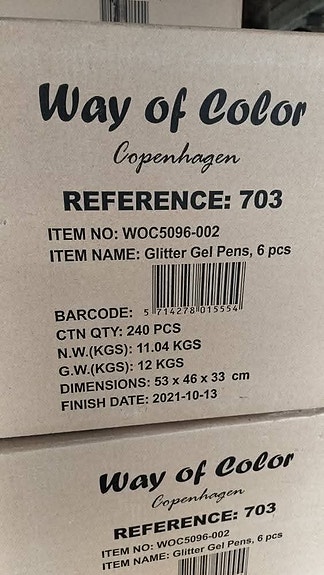 Way of Color
Copenhagen
REFERENCE: 703
ITEM NO: WOC5096-002
ITEM NAME: Glitter Gel Pens, 6 pcs
BARCODE: 5 714278 015554
CTN QTY: 240 PCS
N.W.(KGS): 11.04 KGS
G.W.(KGS): 12 KGS
DIMENSIONS: 53 x 46 x 33 cm
FINISH DATE: 2021-10-13
Way of Color
Copenhagen
REFERENCE: 703
ITEM NO: WOC5096-002
ITEM NAME: Glitter Gel Pens, 6 pcs